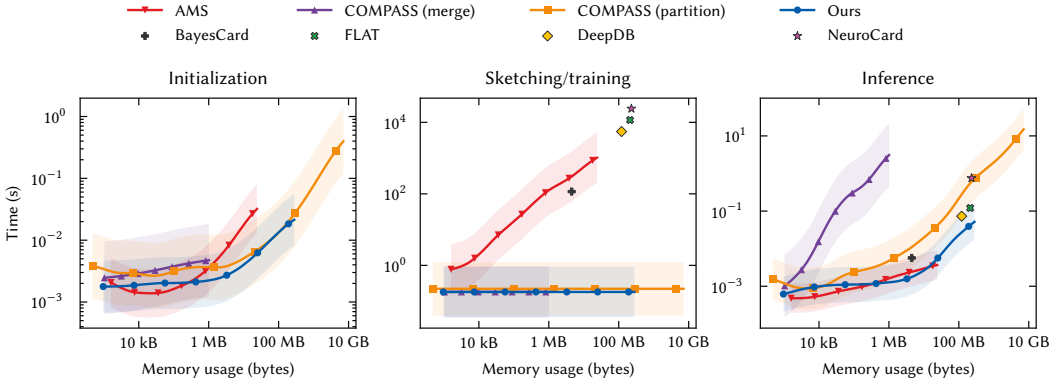 AMS COMPASS (merge) COMPASS (partition) Ours
BayesCard FLAT DeepDB NeuroCard
Initialization Sketching/training Inference
Time (s)
10⁰
10⁻¹
10⁻²
10⁻³
10 kB 1 MB 100 MB 10 GB
Memory usage (bytes)
10⁴
10²
10⁰
10 kB 1 MB 100 MB 10 GB
Memory usage (bytes)
10¹
10⁻¹
10⁻³
10 kB 1 MB 100 MB 10 GB
Memory usage (bytes)